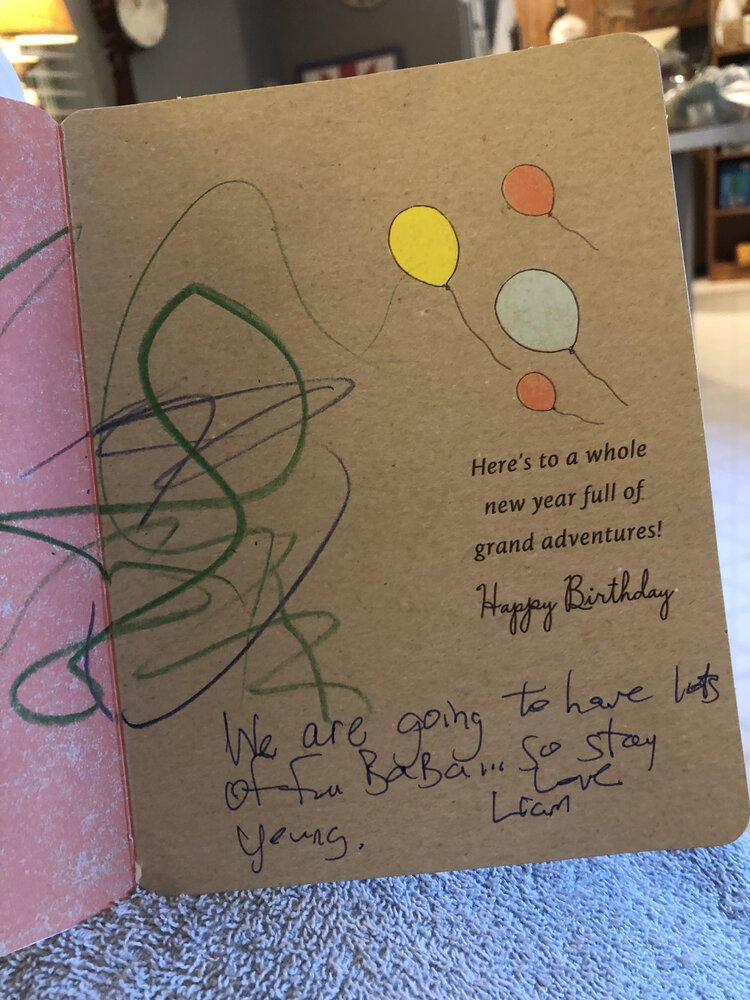 Here's to a whole
new year full of
grand adventures!
Happy Birthday
We are going to have lots
of fun BaBa... so stay
young.
Love
Liam